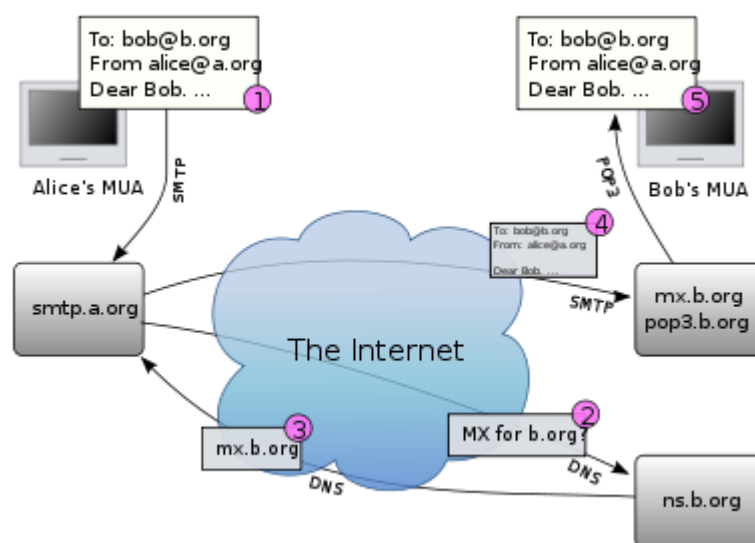 To: bob@b.org
From alice@a.org
Dear Bob. ...
1
Alice's MUA
SMTP
To: bob@b.org
From alice@a.org
Dear Bob. ...
5
Bob's MUA
POP3
To: bob@b.org
From: alice@a.org
Dear Bob. ...
4
SMTP
smtp.a.org
mx.b.org
pop3.b.org
The Internet
MX for b.org?
2
DNS
mx.b.org
3
DNS
ns.b.org